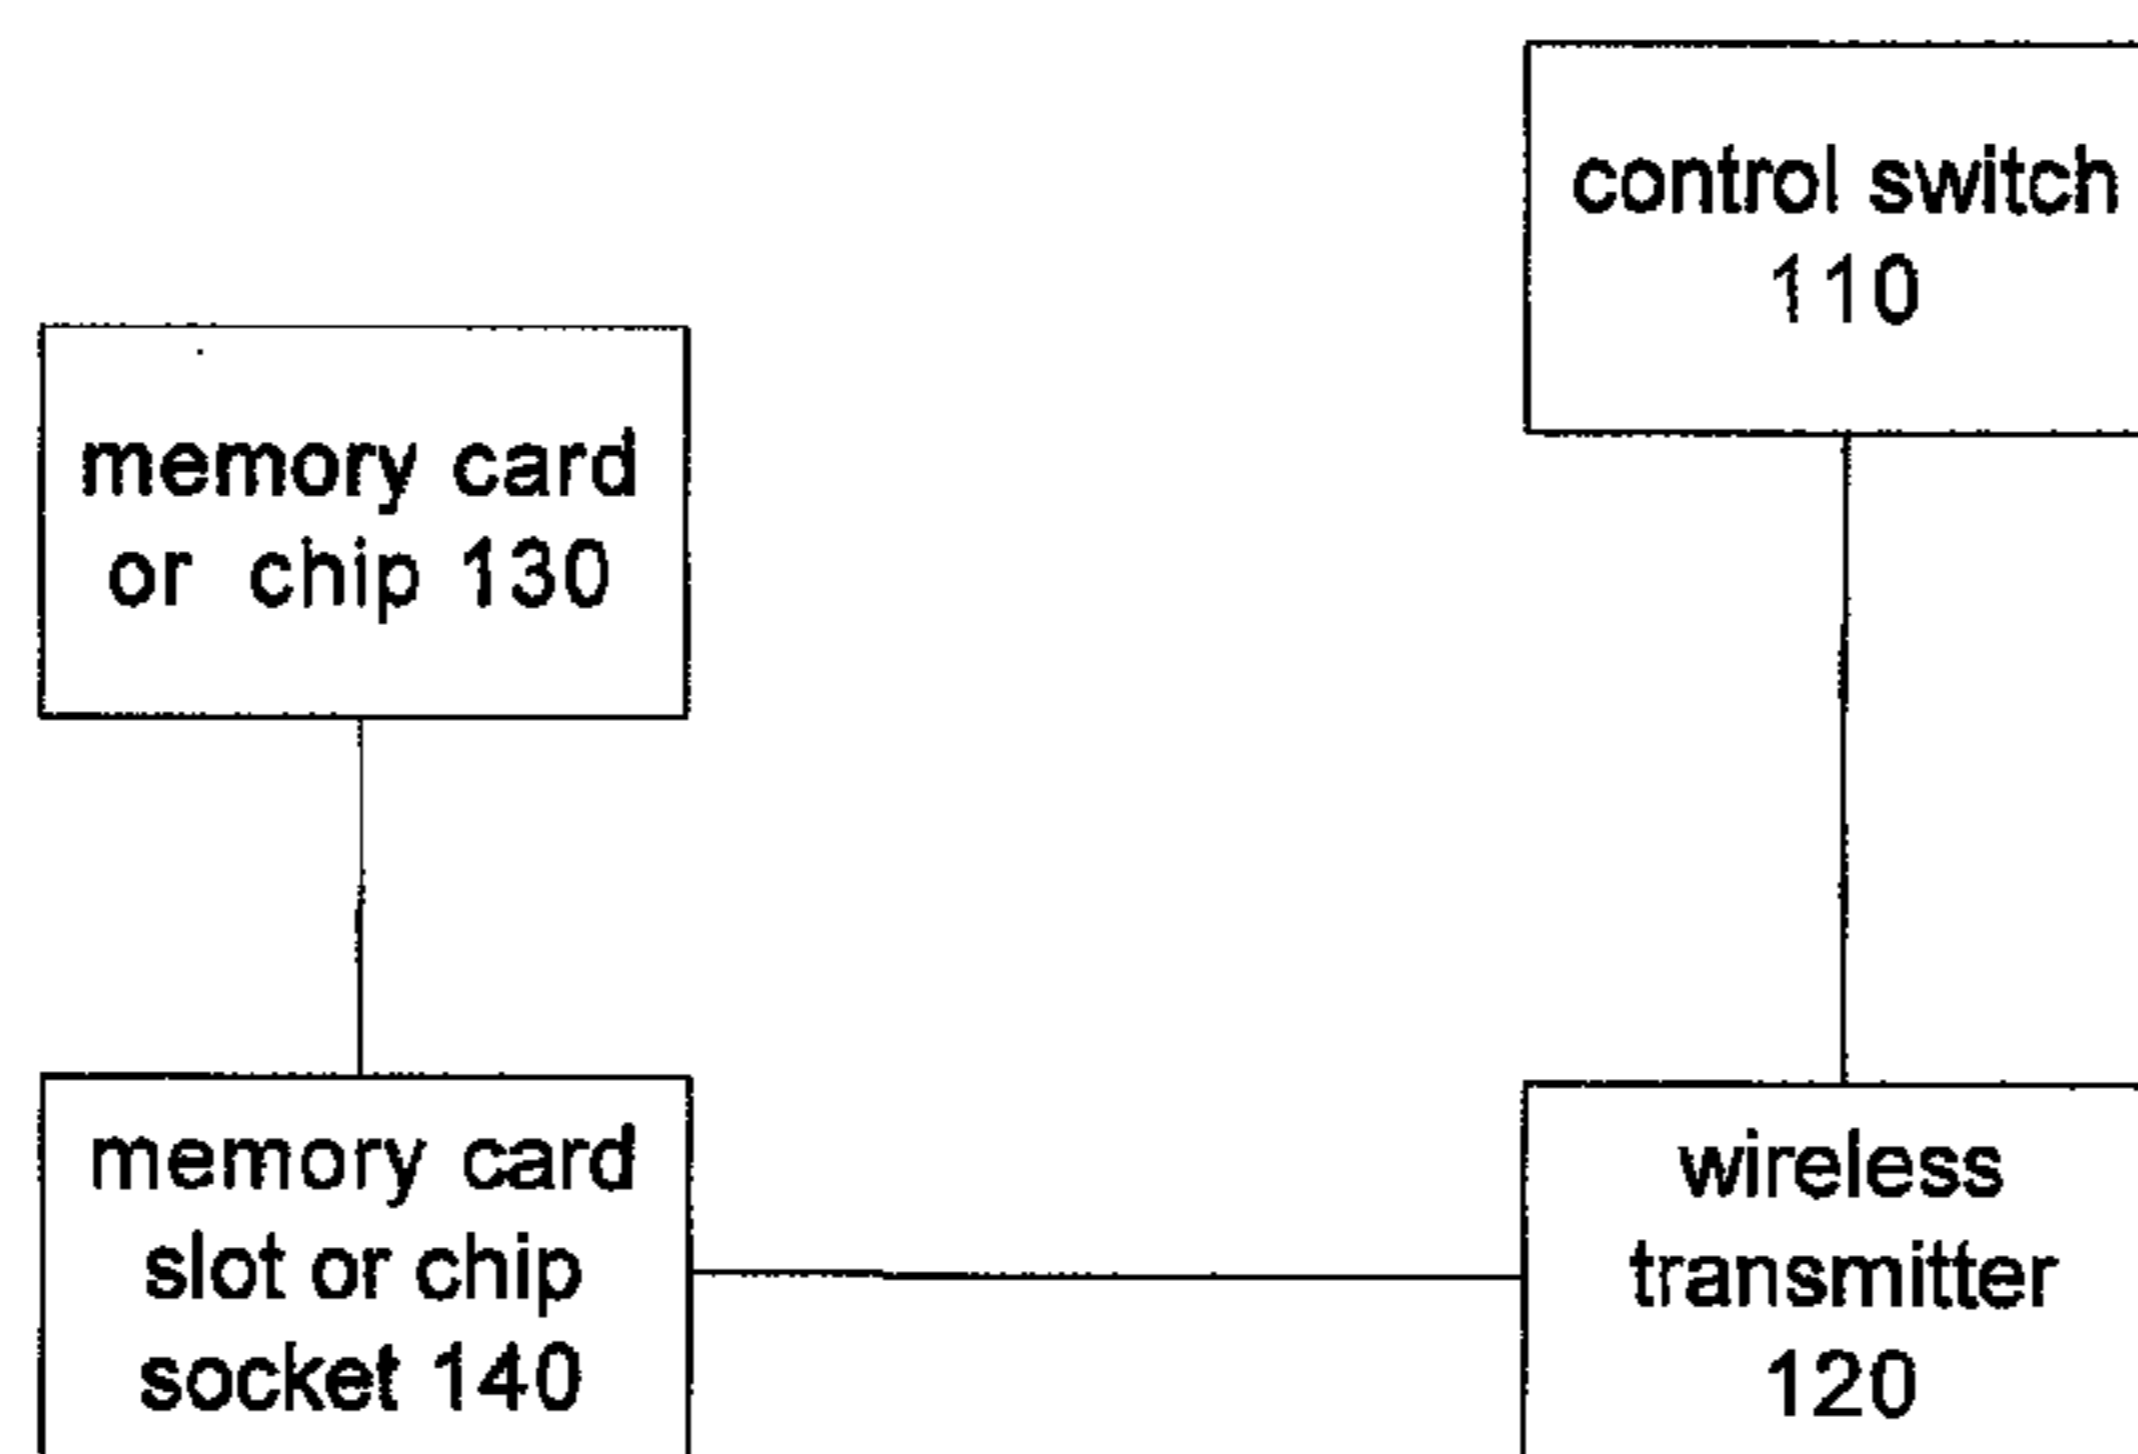 control switch
110
memory card
or chip 130
memory card
slot or chip
socket 140
wireless
transmitter
120